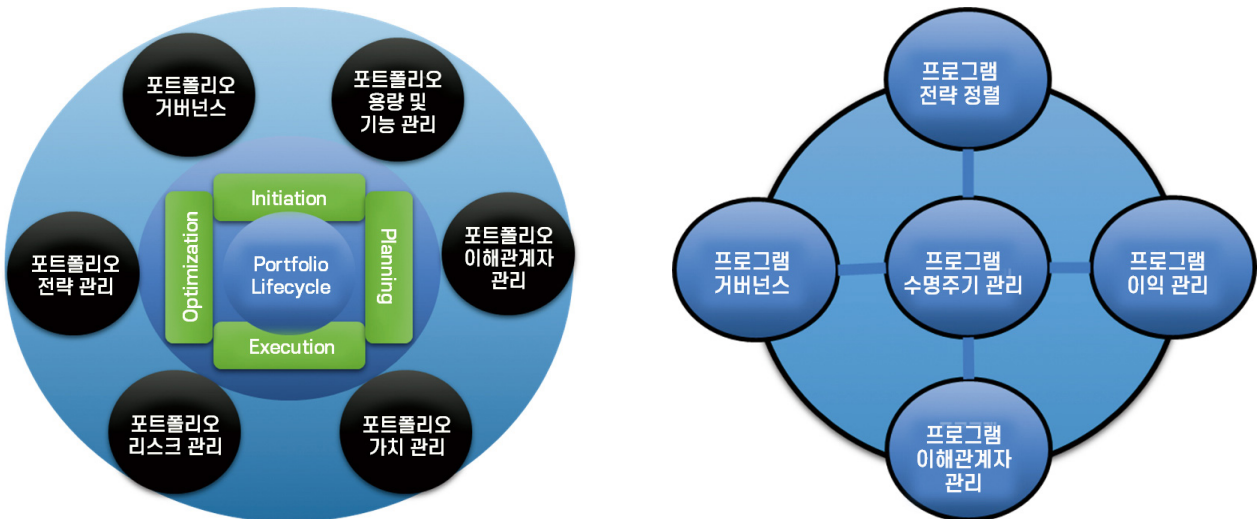 포트폴리오
거버넌스
포트폴리오
용량 및
기능 관리
포트폴리오
전략 관리
Initiation
Optimization
Portfolio
Lifecycle
Planning
Execution
포트폴리오
이해관계자
관리
포트폴리오
리스크 관리
포트폴리오
가치 관리
프로그램
전략 정렬
프로그램
거버넌스
프로그램
수명주기 관리
프로그램
이익 관리
프로그램
이해관계자
관리